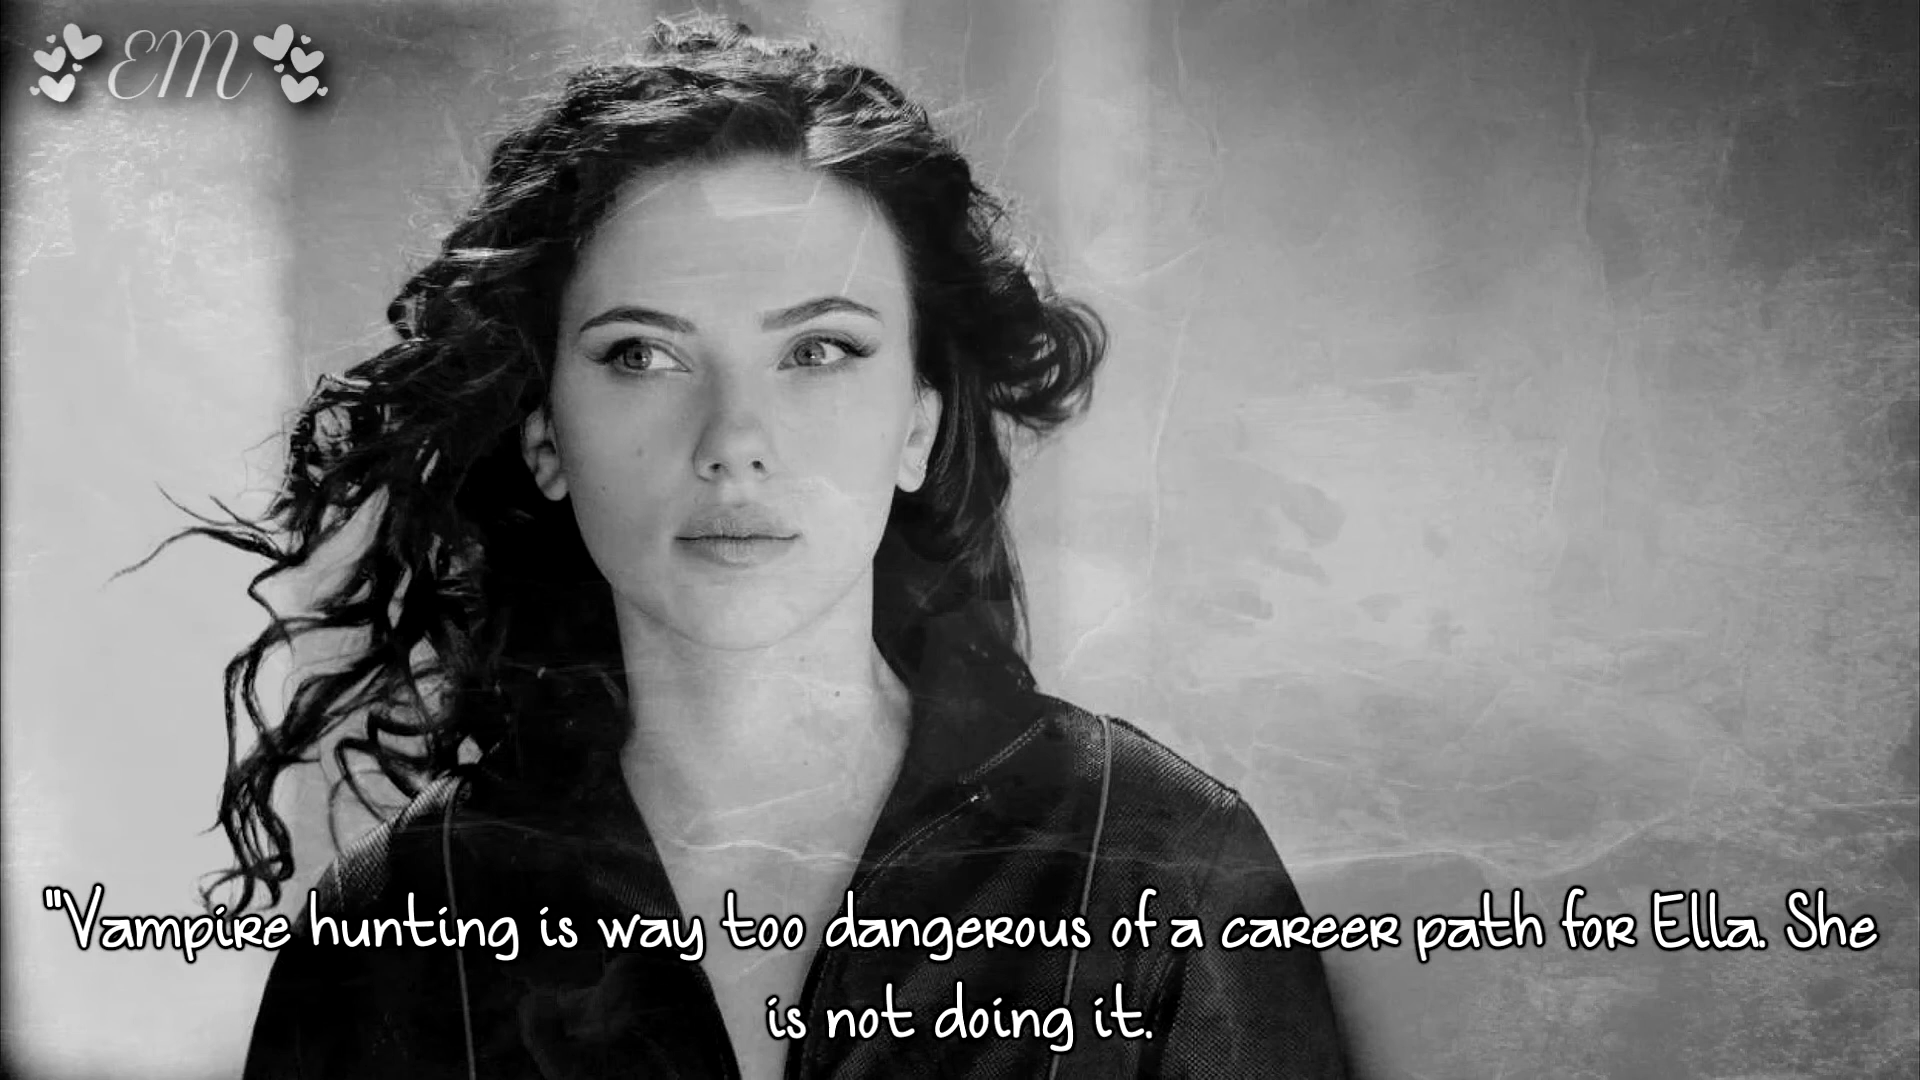 EM
"Vampire hunting is way too dangerous of a career path for Ella. She
is not doing it.